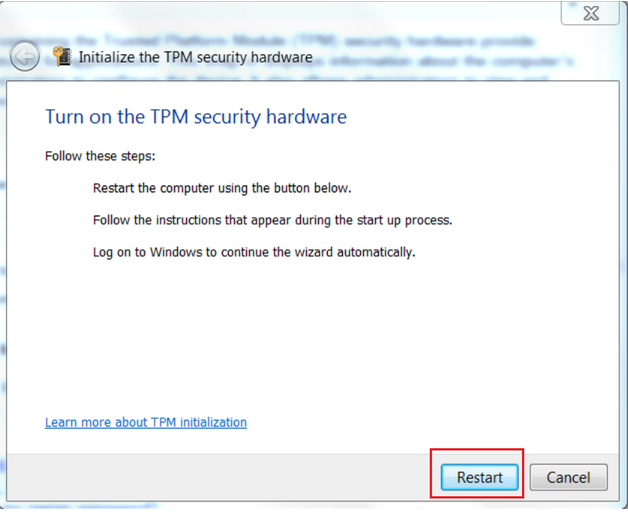 Initialize the TPM security hardware
Turn on the TPM security hardware
Follow these steps:
Restart the computer using the button below.
Follow the instructions that appear during the start up process.
Log on to Windows to continue the wizard automatically.
Learn more about TPM initialization
Restart Cancel